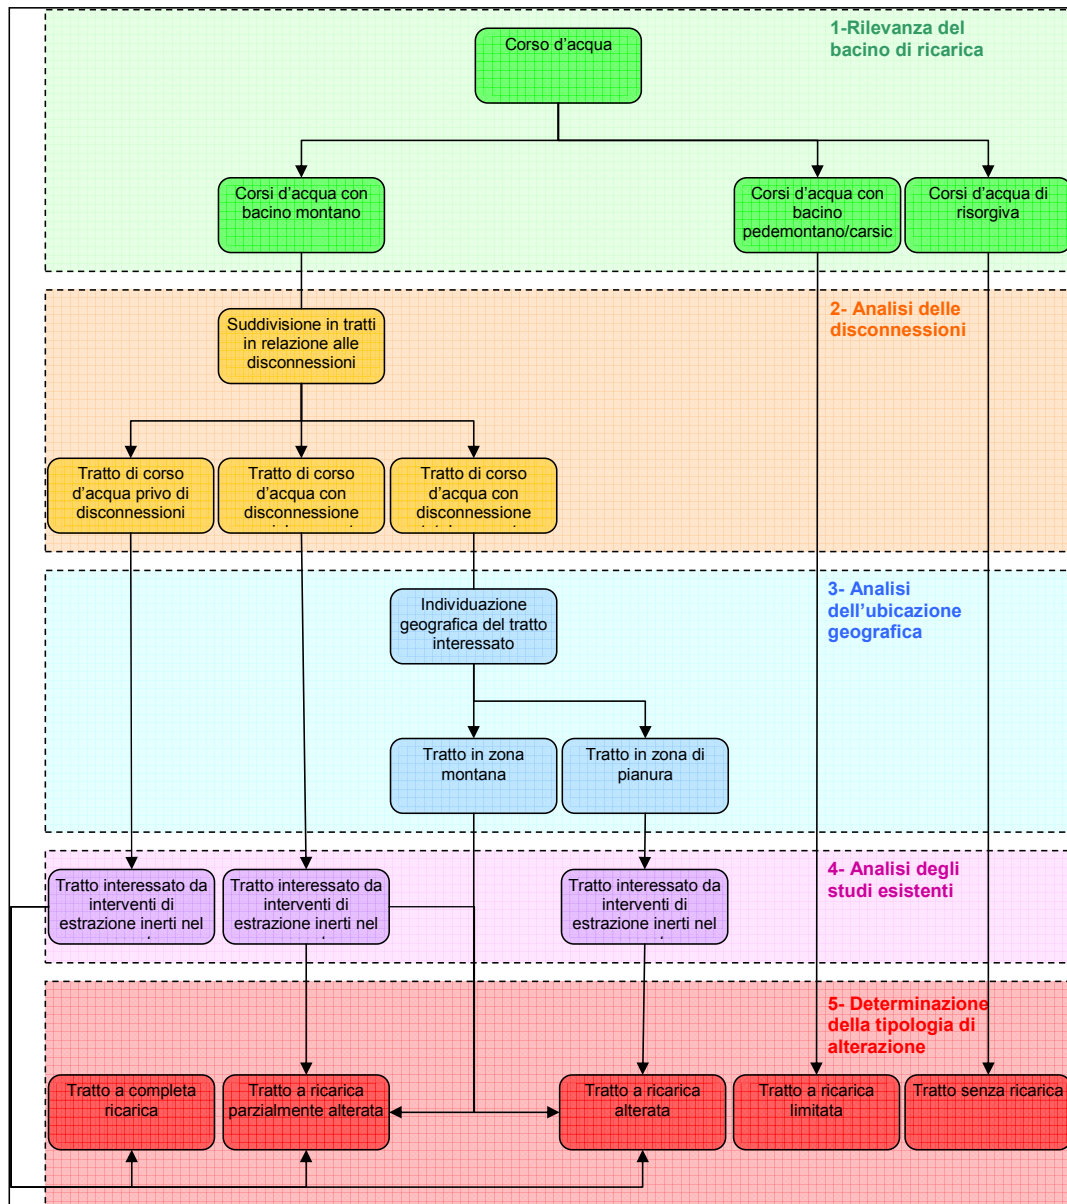 1-Rilevanza del
bacino di ricarica
Corso d'acqua
Corsi d'acqua con
bacino montano
Corsi d'acqua con
bacino
pedemontano/carsic
Corsi d'acqua di
risorgiva
2- Analisi delle
disconnessioni
Suddivisione in tratti
in relazione alle
disconnessioni
Tratto di corso
d'acqua privo di
disconnessioni
Tratto di corso
d'acqua con
disconnessione
Tratto di corso
d'acqua con
disconnessione
3- Analisi
dell'ubicazione
geografica
Individuazione
geografica del tratto
interessato
Tratto in zona
montana
Tratto in zona di
pianura
4- Analisi degli
studi esistenti
Tratto interessato da
interventi di
estrazione inerti nel
Tratto interessato da
interventi di
estrazione inerti nel
Tratto interessato da
interventi di
estrazione inerti nel
5- Determinazione
della tipologia di
alterazione
Tratto a completa
ricarica
Tratto a ricarica
parzialmente alterata
Tratto a ricarica
alterata
Tratto a ricarica
limitata
Tratto senza ricarica